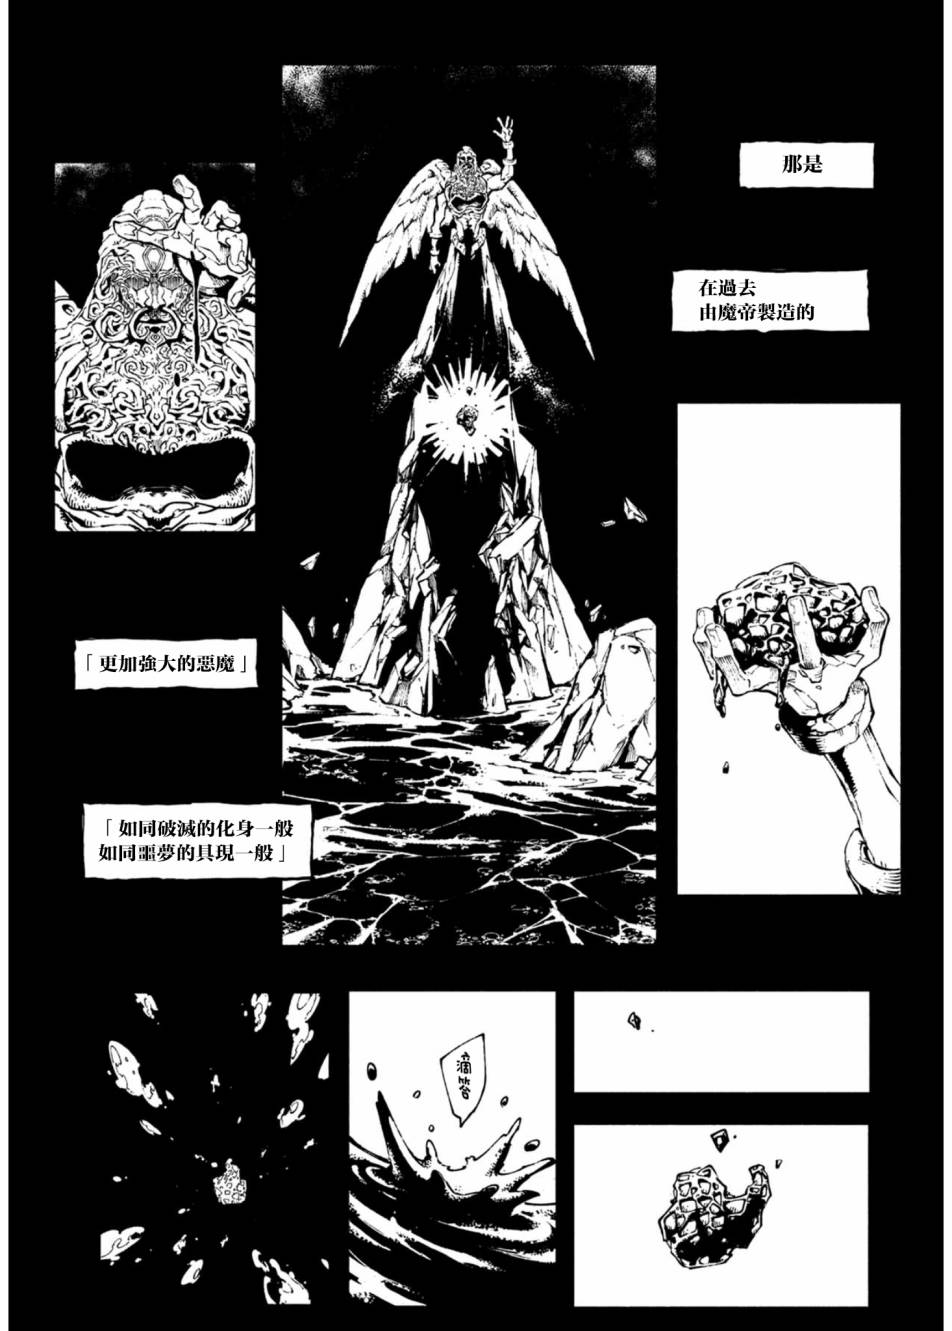 那是
在過去
由魔帝製造的
「更加強大的惡魔」
「如同破滅的化身一般
如同噩夢的具現一般」
滴答